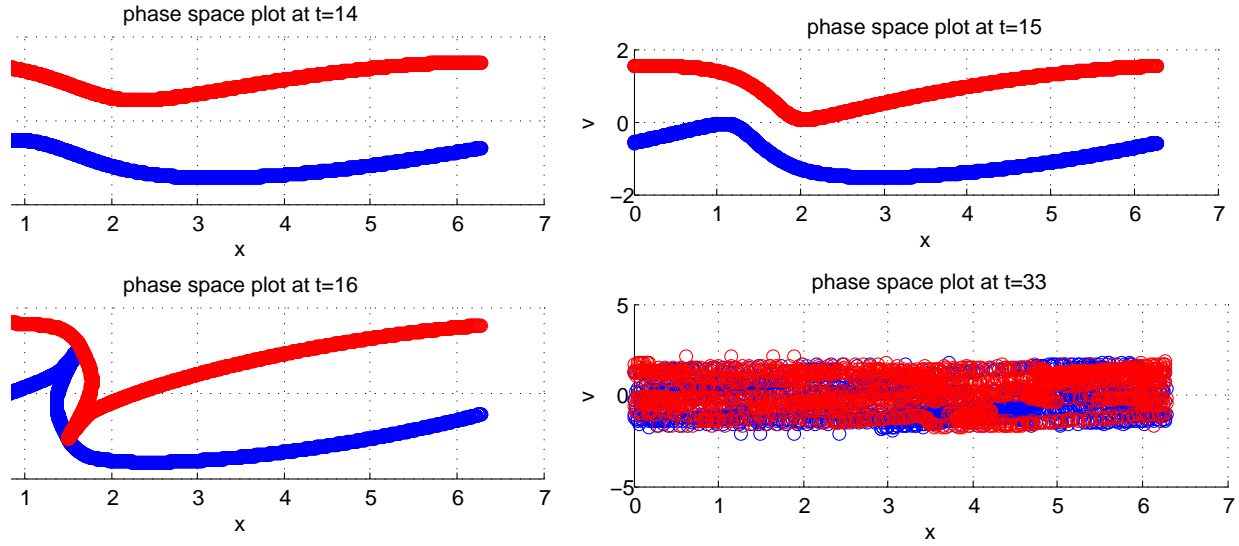 phase space plot at t=14
1 2 3 4 5 6 7
x
phase space plot at t=15
2
0
−2
v
0 1 2 3 4 5 6 7
x
phase space plot at t=16
1 2 3 4 5 6 7
x
phase space plot at t=33
5
0
−5
v
0 1 2 3 4 5 6 7
x